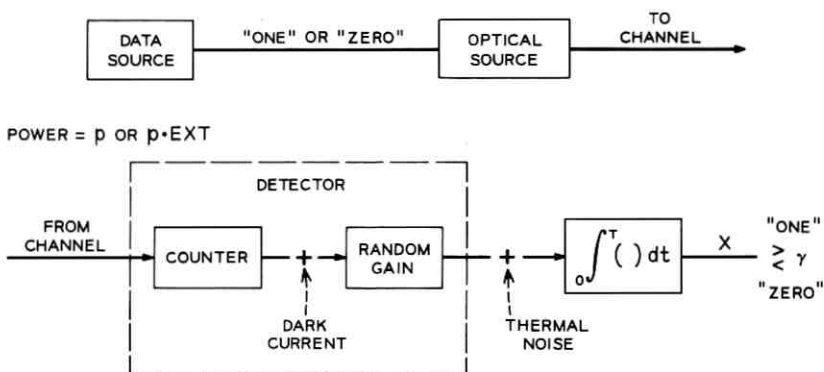 DATA
SOURCE
"ONE" OR "ZERO"
OPTICAL
SOURCE
TO
CHANNEL
POWER = p OR p·EXT
DETECTOR
FROM
CHANNEL
COUNTER
+
RANDOM
GAIN
+
∫₀ᵀ ( ) dt
X
"ONE"
≷ γ
"ZERO"
DARK
CURRENT
THERMAL
NOISE